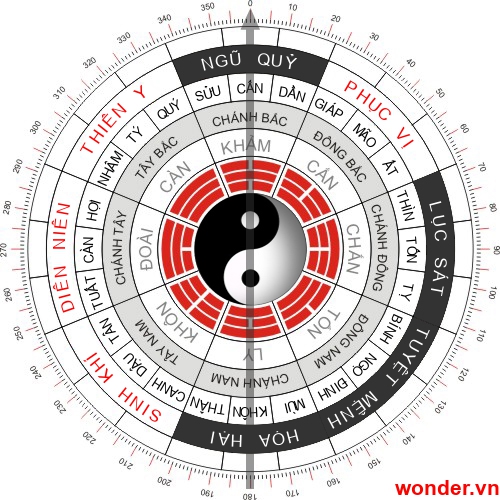 0
10
20
30
40
50
60
70
80
90
100
110
120
130
140
150
160
170
180
190
200
210
220
230
240
250
260
270
280
290
300
310
320
330
340
350
NGŨ QUỶ
PHỤC VỊ
LỤC SÁT
TUYỆT MỆNH
HỌA HẠI
SINH KHÍ
DIÊN NIÊN
THIÊN Y
SỬU
CẤN
DẦN
GIÁP
MÃO
ẤT
THÌN
TỐN
TỴ
BÍNH
NGỌ
ĐINH
MÙI
KHÔN
THÂN
CANH
DẬU
TÂN
TUẤT
CÀN
HỢI
NHÂM
TÝ
QUÝ
CHÁNH BẮC
ĐÔNG BẮC
CHÁNH ĐÔNG
ĐÔNG NAM
CHÁNH NAM
TÂY NAM
CHÁNH TÂY
TÂY BẮC
KHẢM
CẤN
CHẤN
TỐN
LY
KHÔN
ĐOÀI
CÀN
wonder.vn